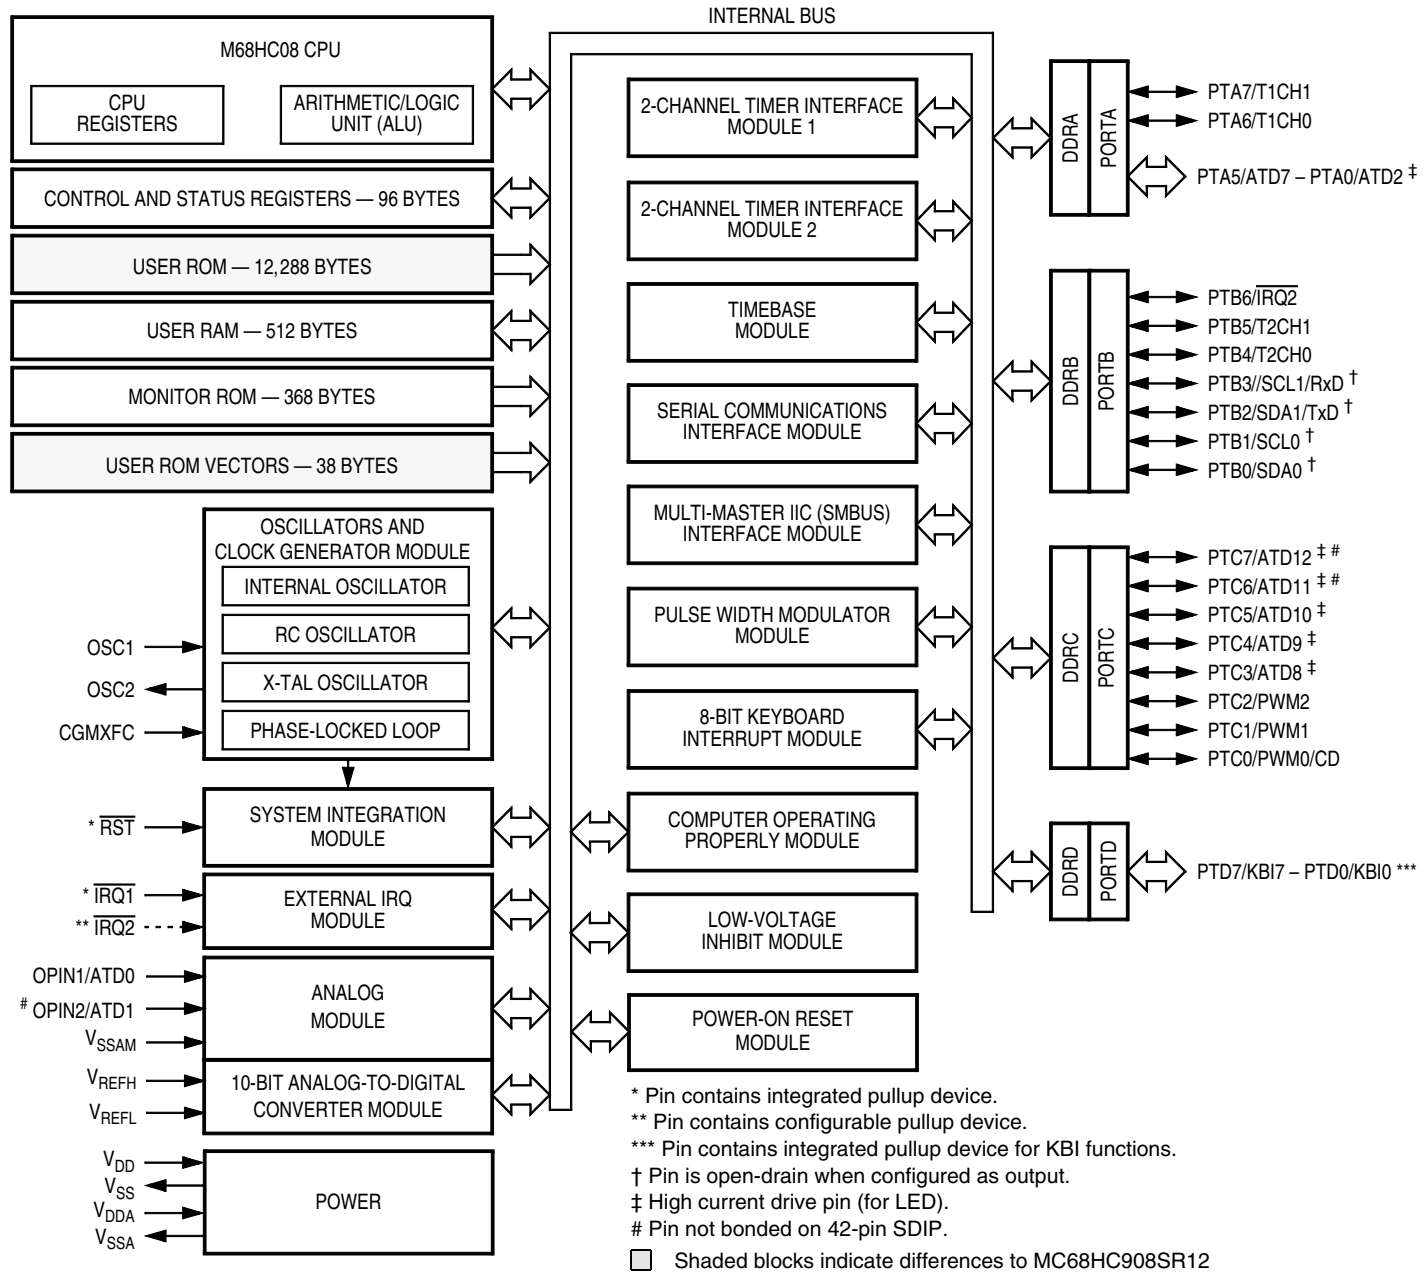 INTERNAL BUS
M68HC08 CPU
CPU
REGISTERS
ARITHMETIC/LOGIC
UNIT (ALU)
CONTROL AND STATUS REGISTERS — 96 BYTES
USER ROM — 12,288 BYTES
USER RAM — 512 BYTES
MONITOR ROM — 368 BYTES
USER ROM VECTORS — 38 BYTES
OSCILLATORS AND
CLOCK GENERATOR MODULE
INTERNAL OSCILLATOR
RC OSCILLATOR
X-TAL OSCILLATOR
PHASE-LOCKED LOOP
OSC1
OSC2
CGMXFC
SYSTEM INTEGRATION
MODULE
* RST
EXTERNAL IRQ
MODULE
* IRQ1
** IRQ2
ANALOG
MODULE
OPIN1/ATD0
# OPIN2/ATD1
VSSAM
10-BIT ANALOG-TO-DIGITAL
CONVERTER MODULE
VREFH
VREFL
POWER
VDD
VSS
VDDA
VSSA
2-CHANNEL TIMER INTERFACE
MODULE 1
2-CHANNEL TIMER INTERFACE
MODULE 2
TIMEBASE
MODULE
SERIAL COMMUNICATIONS
INTERFACE MODULE
MULTI-MASTER IIC (SMBUS)
INTERFACE MODULE
PULSE WIDTH MODULATOR
MODULE
8-BIT KEYBOARD
INTERRUPT MODULE
COMPUTER OPERATING
PROPERLY MODULE
LOW-VOLTAGE
INHIBIT MODULE
POWER-ON RESET
MODULE
DDRA
PORTA
PTA7/T1CH1
PTA6/T1CH0
PTA5/ATD7 – PTA0/ATD2 ‡
DDRB
PORTB
PTB6/IRQ2
PTB5/T2CH1
PTB4/T2CH0
PTB3//SCL1/RxD †
PTB2/SDA1/TxD †
PTB1/SCL0 †
PTB0/SDA0 †
DDRC
PORTC
PTC7/ATD12 ‡ #
PTC6/ATD11 ‡ #
PTC5/ATD10 ‡
PTC4/ATD9 ‡
PTC3/ATD8 ‡
PTC2/PWM2
PTC1/PWM1
PTC0/PWM0/CD
DDRD
PORTD
PTD7/KBI7 – PTD0/KBI0 ***
* Pin contains integrated pullup device.
** Pin contains configurable pullup device.
*** Pin contains integrated pullup device for KBI functions.
† Pin is open-drain when configured as output.
‡ High current drive pin (for LED).
# Pin not bonded on 42-pin SDIP.
Shaded blocks indicate differences to MC68HC908SR12